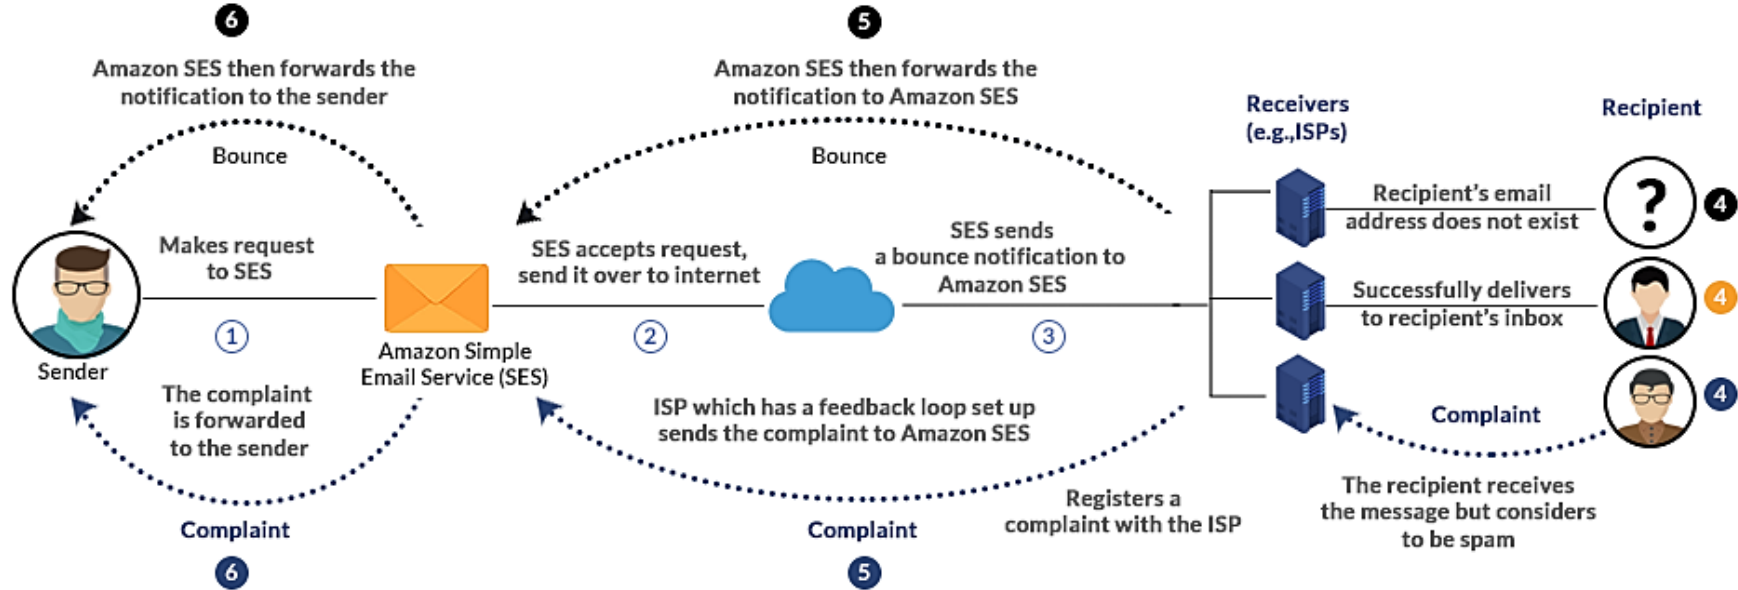 6
Amazon SES then forwards the
notification to the sender
Bounce
5
Amazon SES then forwards the
notification to Amazon SES
Bounce
Receivers
(e.g.,ISPs)
Recipient
Makes request
to SES
1
Sender
Amazon Simple
Email Service (SES)
SES accepts request,
send it over to internet
2
SES sends
a bounce notification to
Amazon SES
3
Recipient's email
address does not exist
?
4
Successfully delivers
to recipient's inbox
4
Complaint
4
The recipient receives
the message but considers
to be spam
Registers a
complaint with the ISP
ISP which has a feedback loop set up
sends the complaint to Amazon SES
Complaint
5
The complaint
is forwarded
to the sender
Complaint
6